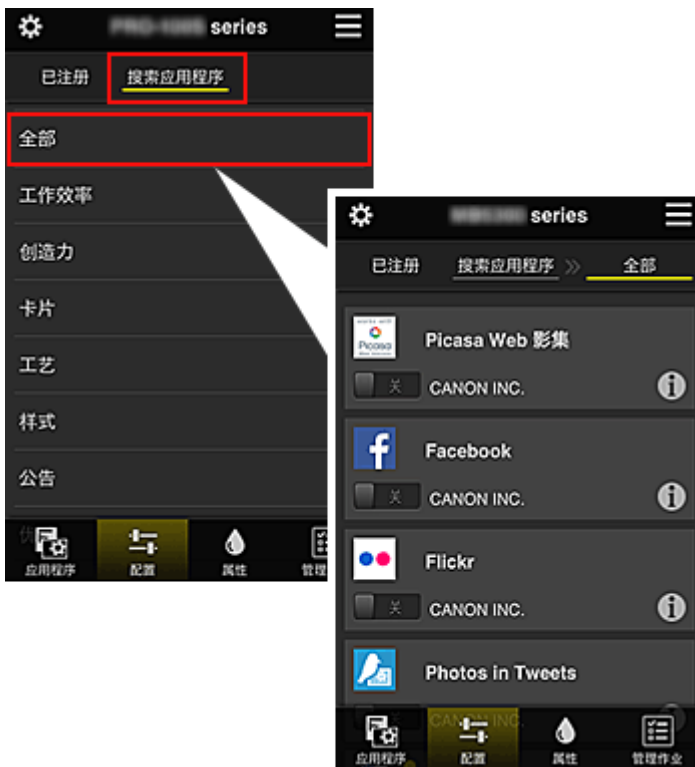 series
已注册 搜索应用程序
全部
工作效率
创造力
卡片
工艺
样式
公告
应用程序 配置 属性
series
已注册 搜索应用程序 >> 全部
Picasa
Picasa Web 影集
关 CANON INC.
Facebook
关 CANON INC.
Flickr
关 CANON INC.
Photos in Tweets
CANON INC.
应用程序 配置 属性 管理作业